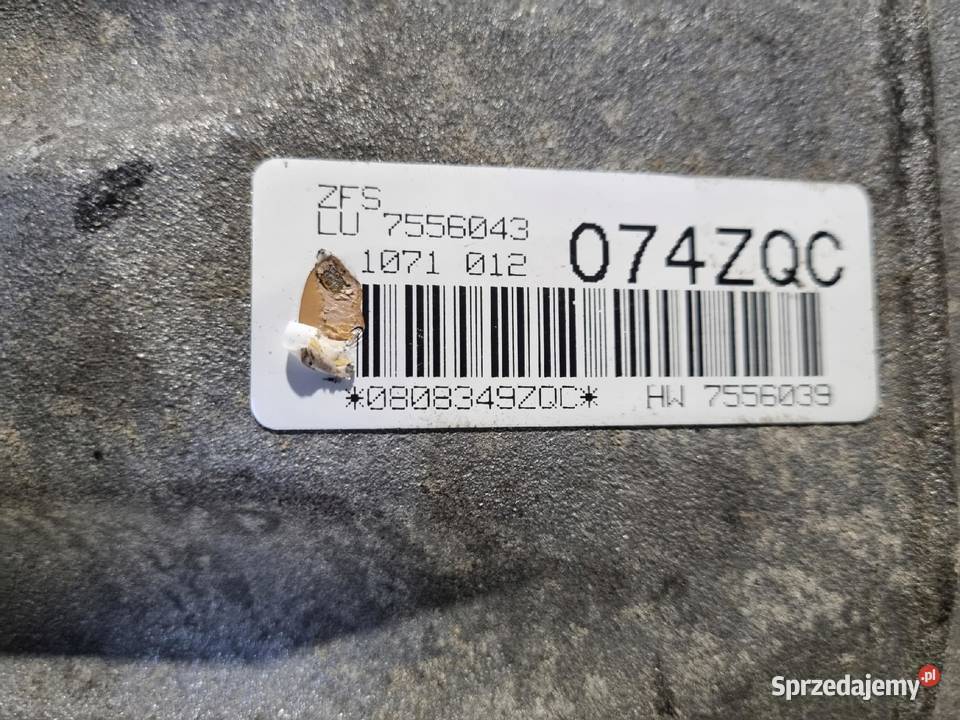 ZFS
LU 7556043
1071 012
074ZQC
*0808349ZQC*
HW 7556039
Sprzedajemy.pl